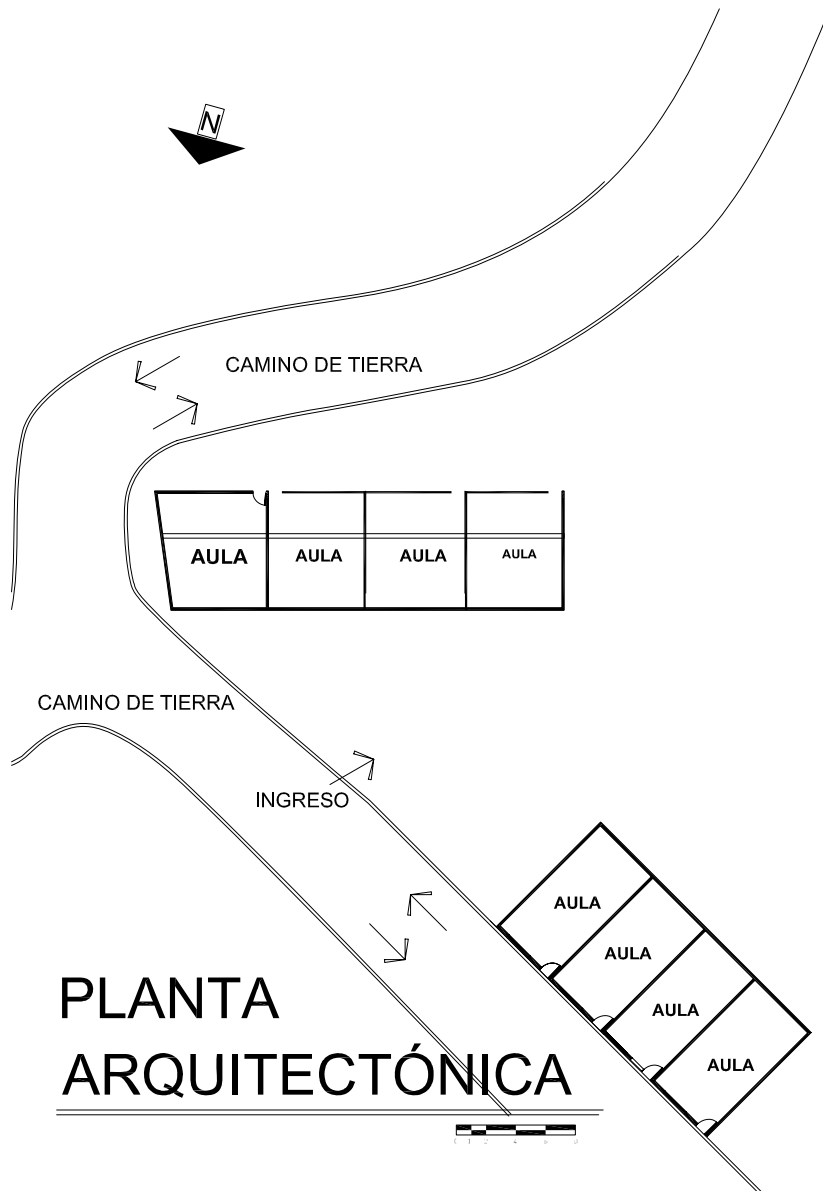 N
CAMINO DE TIERRA
AULA AULA AULA AULA
CAMINO DE TIERRA
INGRESO
AULA
AULA
AULA
AULA
PLANTA
ARQUITECTÓNICA